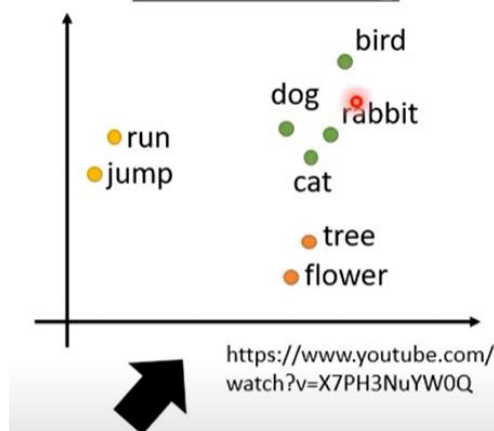 bird
dog
rabbit
run
jump
cat
tree
flower
https://www.youtube.com/
watch?v=X7PH3NuYW0Q